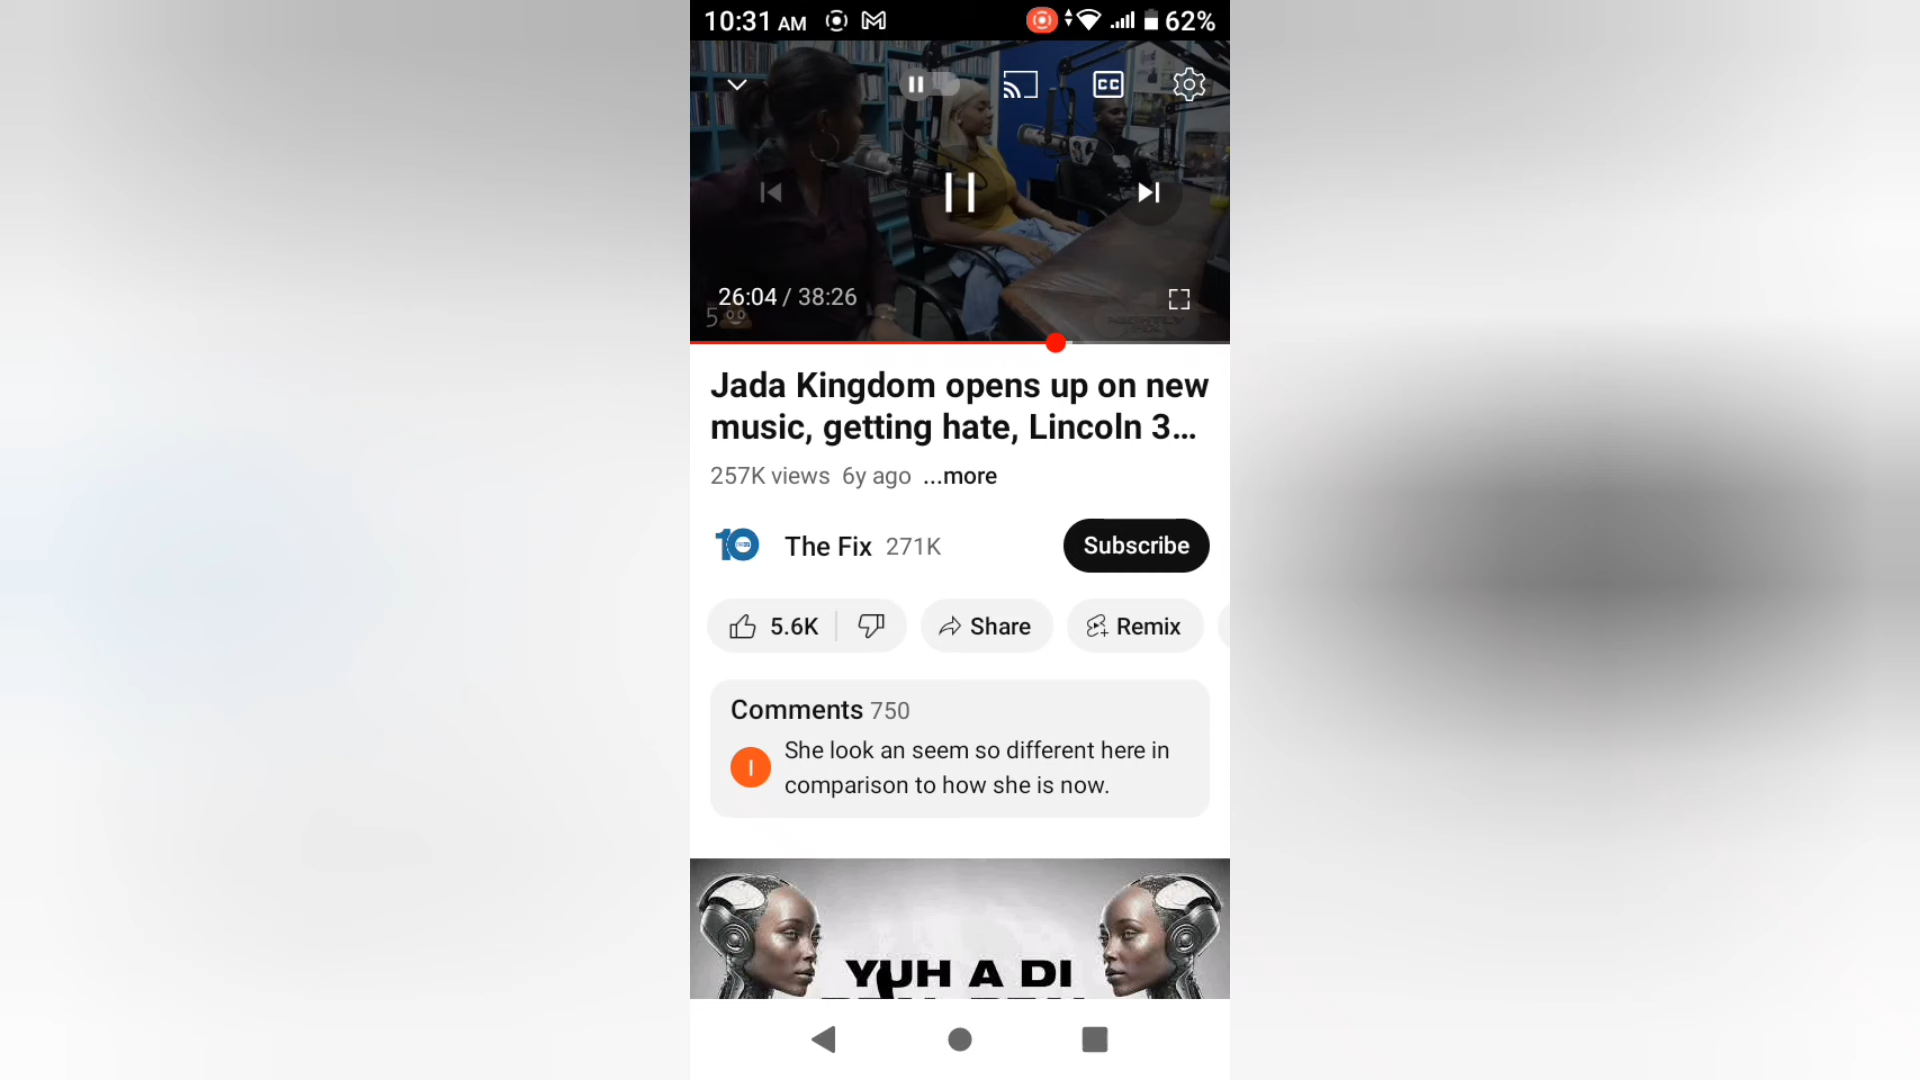 10:31 AM
62%
CC
26:04 / 38:26
Jada Kingdom opens up on new
music, getting hate, Lincoln 3...
257K views 6y ago ...more
10 The Fix 271K
Subscribe
5.6K
Share
Remix
Comments 750
I
She look an seem so different here in
comparison to how she is now.
YUH A DI